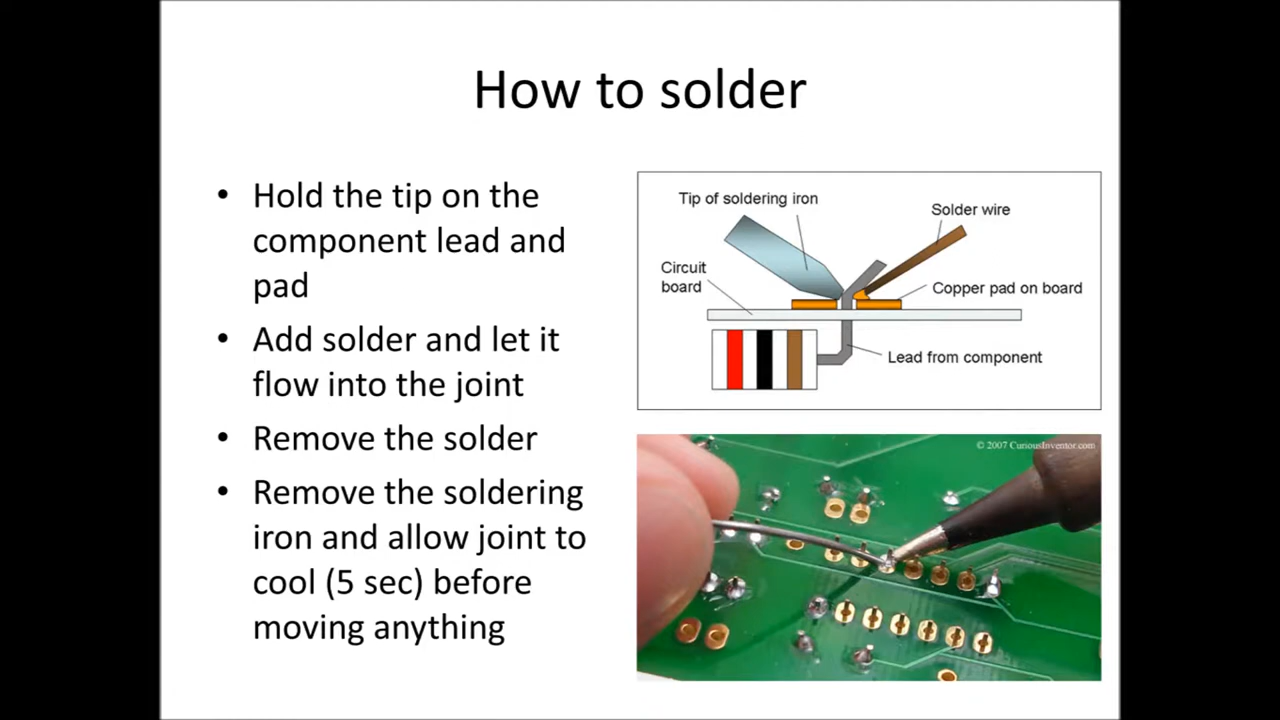 How to solder
• Hold the tip on the
component lead and
pad
• Add solder and let it
flow into the joint
• Remove the solder
• Remove the soldering
iron and allow joint to
cool (5 sec) before
moving anything
Tip of soldering iron
Solder wire
Circuit
board
Copper pad on board
Lead from component
© 2007 CuriousInventor.com